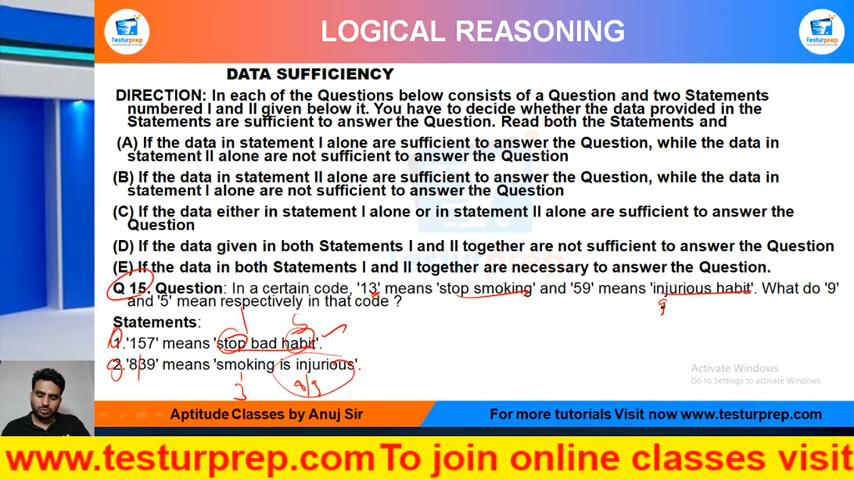 Testurprep
LOGICAL REASONING
Testurprep
DATA SUFFICIENCY
DIRECTION: In each of the Questions below consists of a Question and two Statements
numbered I and II given below it. You have to decide whether the data provided in the
Statements are sufficient to answer the Question. Read both the Statements and
(A) If the data in statement I alone are sufficient to answer the Question, while the data in
statement II alone are not sufficient to answer the Question
(B) If the data in statement II alone are sufficient to answer the Question, while the data in
statement I alone are not sufficient to answer the Question
(C) If the data either in statement I alone or in statement II alone are sufficient to answer the
Question
(D) If the data given in both Statements I and II together are not sufficient to answer the Question
(E) If the data in both Statements I and II together are necessary to answer the Question.
Q 15. Question: In a certain code, '13' means 'stop smoking' and '59' means 'injurious habit'. What do '9'
and '5' mean respectively in that code ?
9
Statements:
1 5
1.'157' means 'stop bad habit'.
2.'839' means 'smoking is injurious'.
3 8/9
Activate Windows
Go to Settings to activate Windows.
Aptitude Classes by Anuj Sir
For more tutorials Visit now www.testurprep.com
www.testurprep.com To join online classes visit